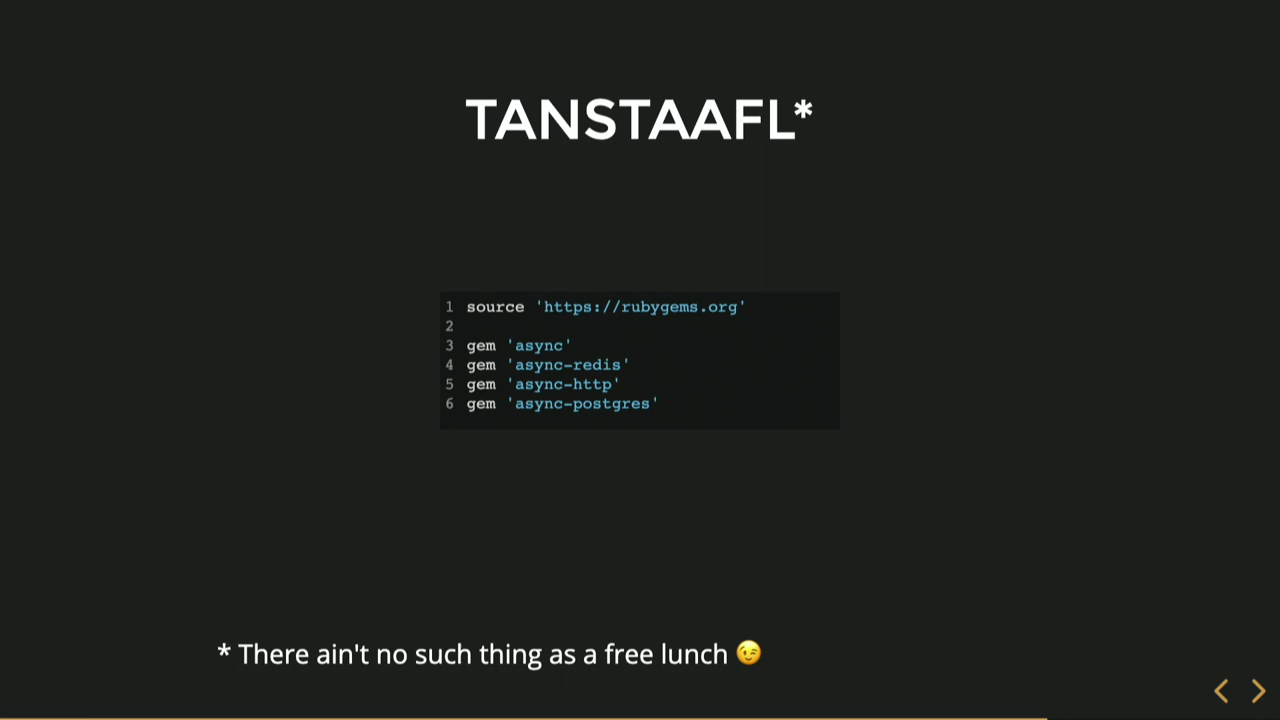 TANSTAAFL*
1 source 'https://rubygems.org'
2
3 gem 'async'
4 gem 'async-redis'
5 gem 'async-http'
6 gem 'async-postgres'
* There ain't no such thing as a free lunch 😉